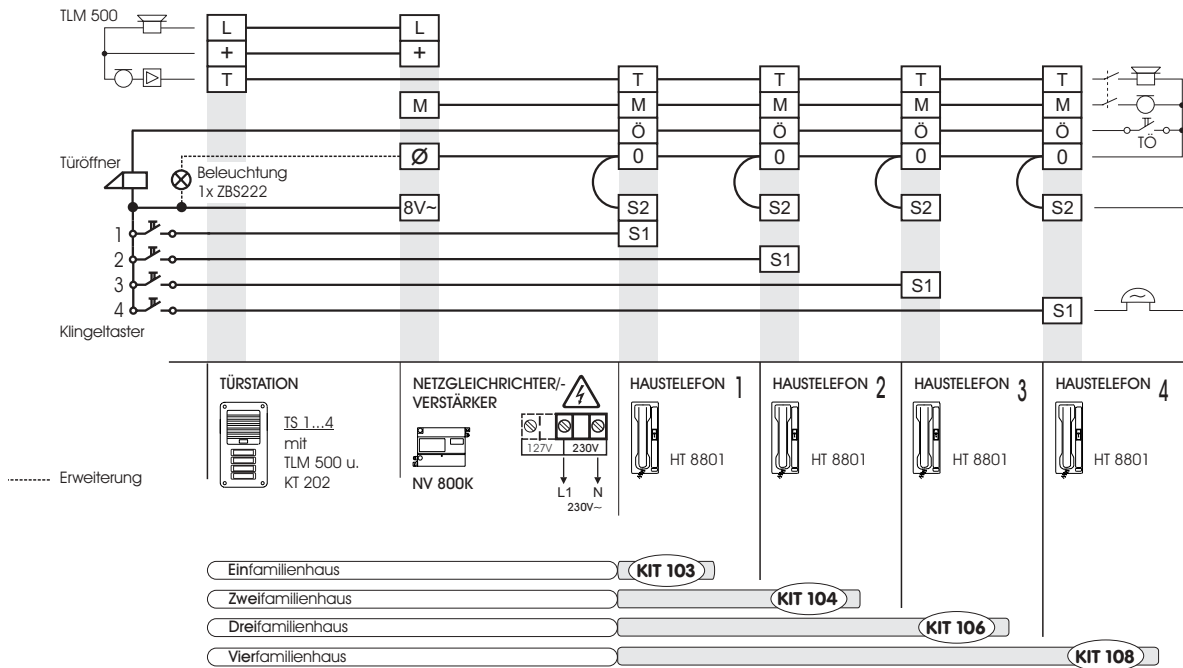 TLM 500
L L
+ +
T T T T T
M M M M M
Ö Ö Ö Ö
TÖ
Türöffner
Ø 0 0 0 0
Beleuchtung
1x ZBS222
8V~ S2 S2 S2 S2
1 S1
2 S1
3 S1
4 S1
Klingeltaster
TÜRSTATION
TS 1...4
mit
TLM 500 u.
KT 202
NETZGLEICHRICHTER/-
VERSTÄRKER
127V 230V
NV 800K
L1 N
230V~
HAUSTELEFON 1
HT 8801
HAUSTELEFON 2
HT 8801
HAUSTELEFON 3
HT 8801
HAUSTELEFON 4
HT 8801
Erweiterung
Einfamilienhaus KIT 103
Zweifamilienhaus KIT 104
Dreifamilienhaus KIT 106
Vierfamilienhaus KIT 108